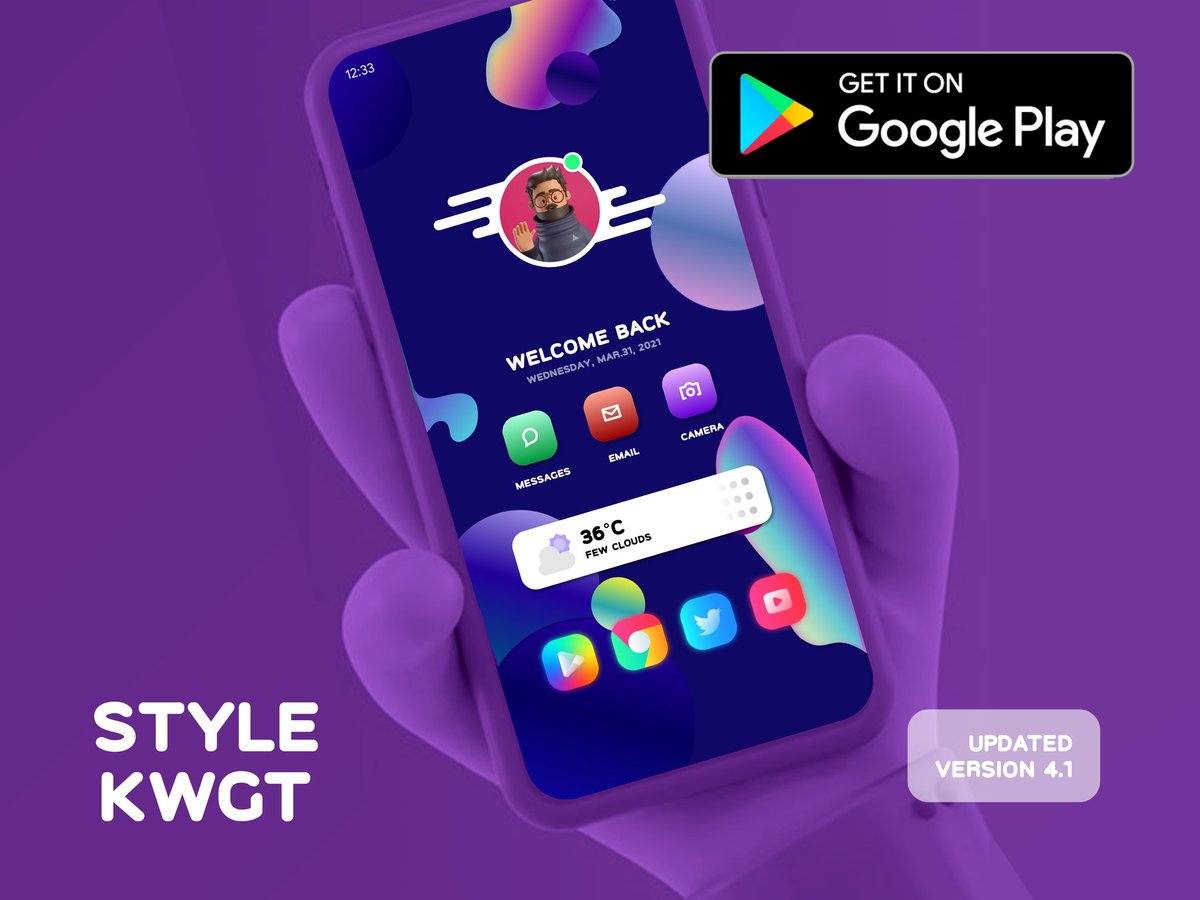 12:33
GET IT ON
Google Play
WELCOME BACK
WEDNESDAY, MAR.31, 2021
MESSAGES
EMAIL
CAMERA
36°C
FEW CLOUDS
STYLE
KWGT
UPDATED
VERSION 4.1